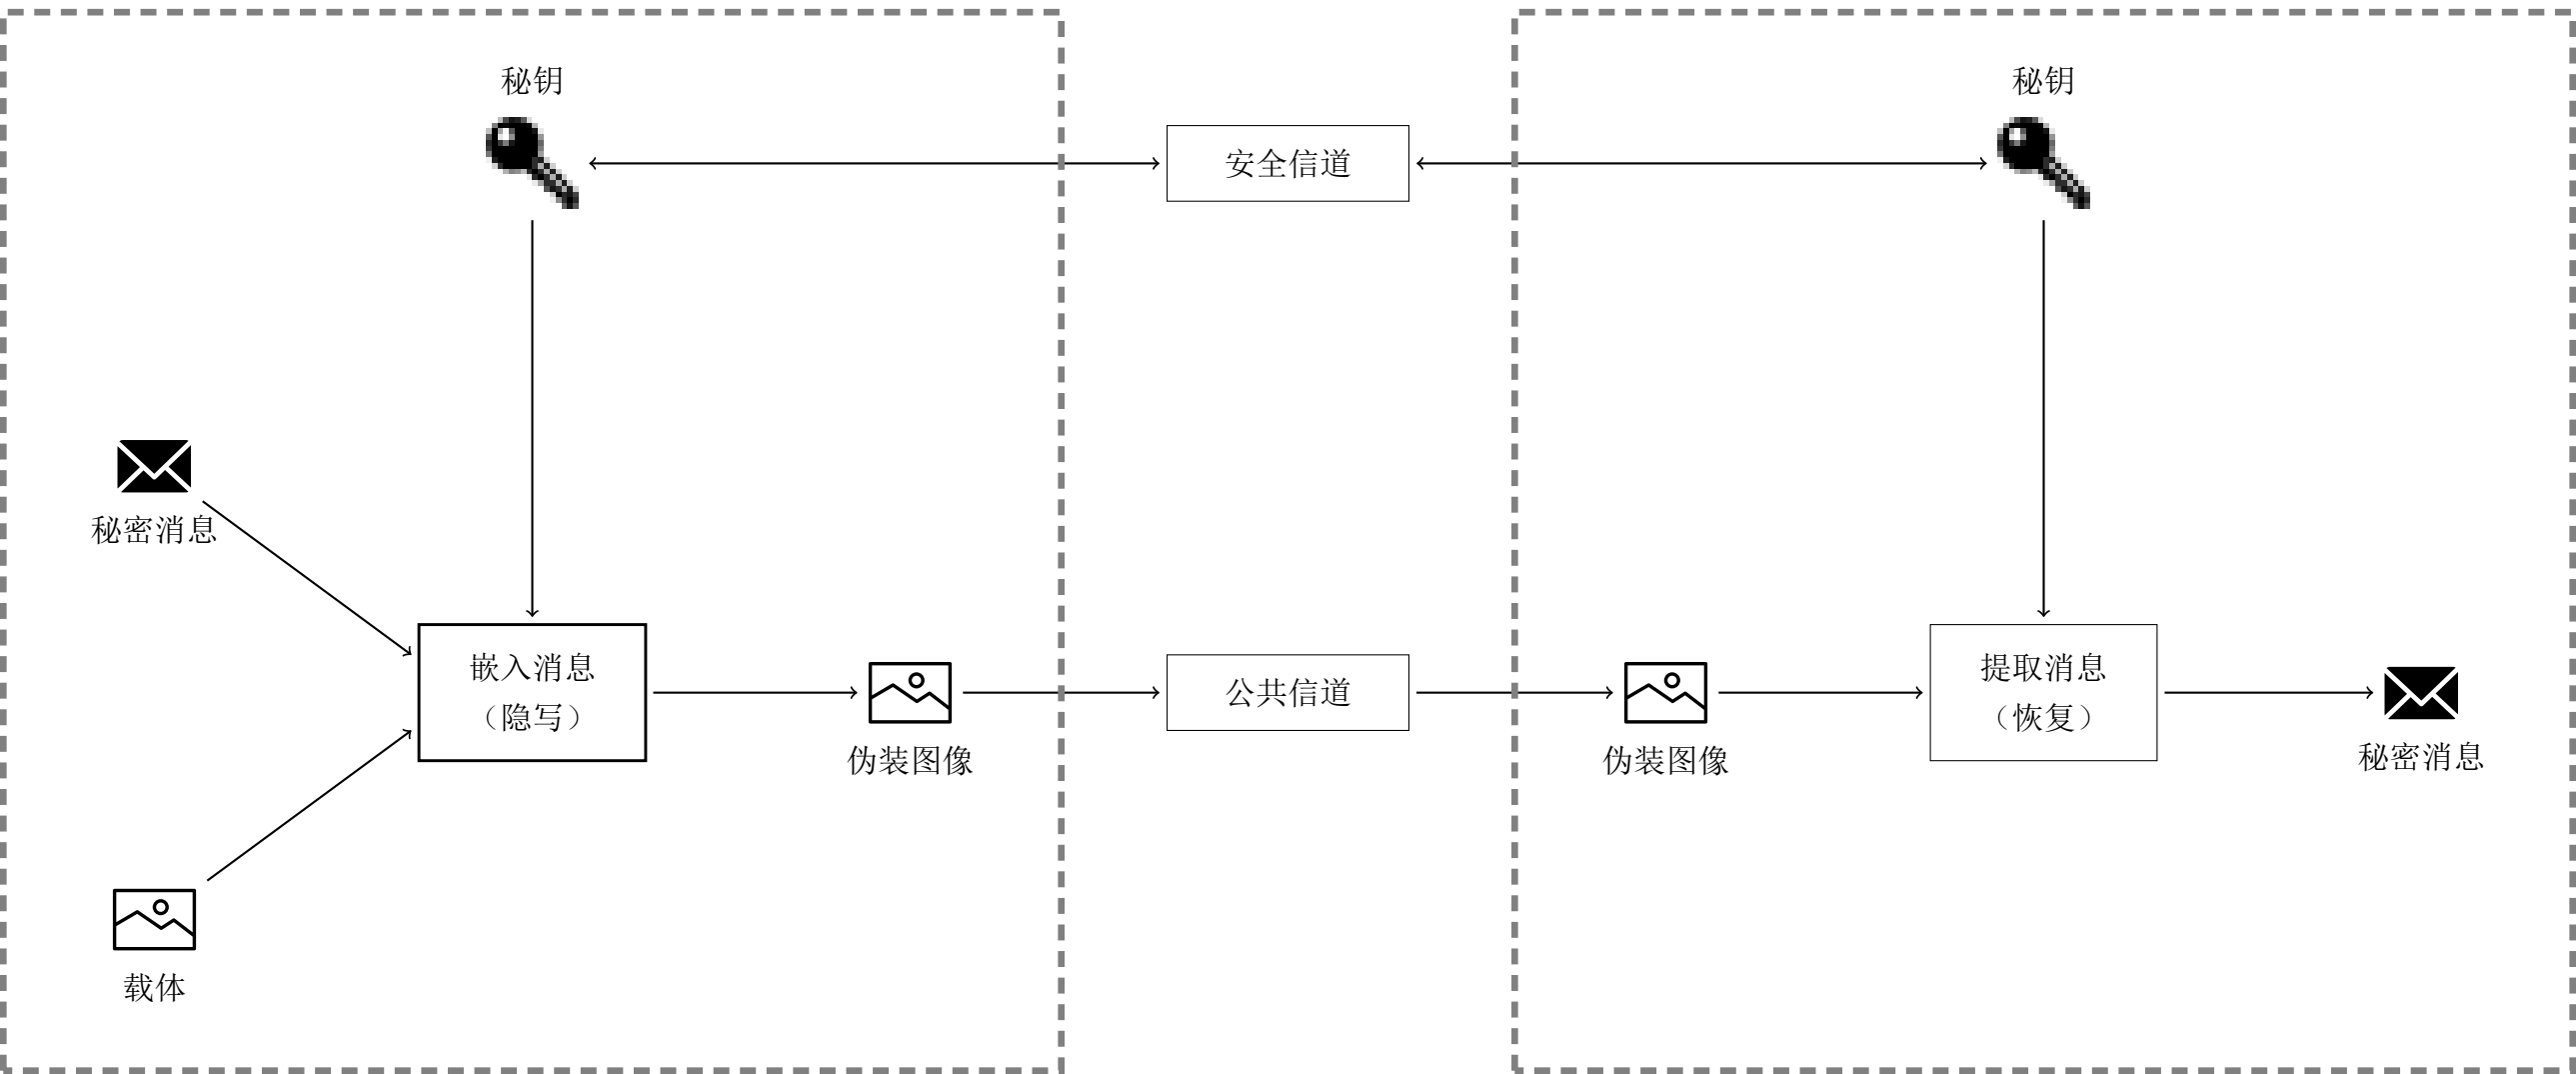 秘钥
秘钥
安全信道
秘密消息
嵌入消息
（隐写）
公共信道
提取消息
（恢复）
伪装图像
伪装图像
秘密消息
载体